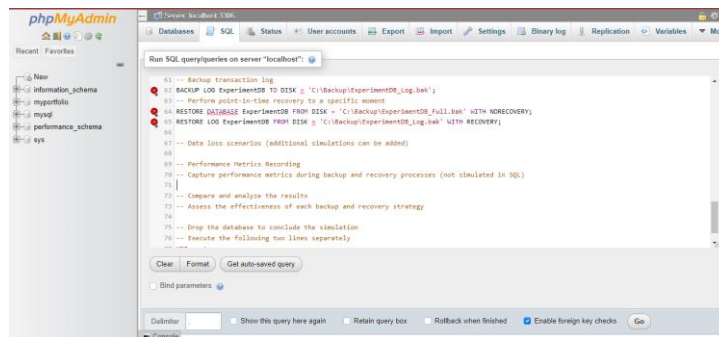 phpMyAdmin
Server: localhost:3306
Databases SQL Status User accounts Export Import Settings Binary log Replication Variables
Recent Favorites
Run SQL query/queries on server "localhost":
New
information_schema
myportfolio
mysql
performance_schema
sys
61 -- Backup transaction log
62 BACKUP LOG ExperimentDB TO DISK = 'C:\Backup\ExperimentDB_Log.bak';
63 -- Perform point-in-time recovery to a specific moment
64 RESTORE DATABASE ExperimentDB FROM DISK = 'C:\Backup\ExperimentDB_Full.bak' WITH NORECOVERY;
65 RESTORE LOG ExperimentDB FROM DISK = 'C:\Backup\ExperimentDB_Log.bak' WITH RECOVERY;
66
67 -- Data loss scenarios (additional simulations can be added)
68
69 -- Performance Metrics Recording
70 -- Capture performance metrics during backup and recovery processes (not simulated in SQL)
71
72 -- Compare and analyze the results
73 -- Assess the effectiveness of each backup and recovery strategy
74
75 -- Drop the database to conclude the simulation
76 -- Execute the following two lines separately
Clear Format Get auto-saved query
Bind parameters
Delimiter ; Show this query here again Retain query box Rollback when finished Enable foreign key checks Go
Console